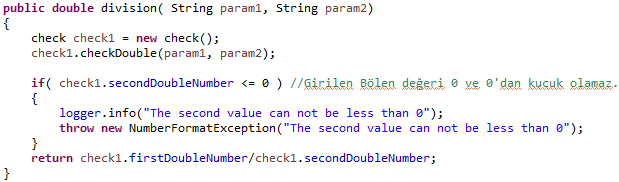 public double division( String param1, String param2)
{
check check1 = new check();
check1.checkDouble(param1, param2);
if( check1.secondDoubleNumber <= 0 ) //Girilen Bölen değeri 0 ve 0'dan kucuk olamaz.
{
logger.info("The second value can not be less than 0");
throw new NumberFormatException("The second value can not be less than 0");
}
return check1.firstDoubleNumber/check1.secondDoubleNumber;
}